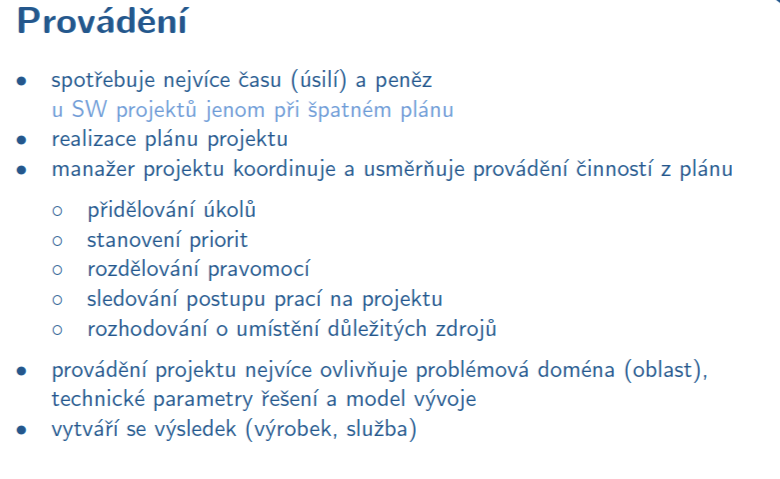 Provádění
● spotřebuje nejvíce času (úsilí) a peněz
u SW projektů jenom při špatném plánu
● realizace plánu projektu
● manažer projektu koordinuje a usměrňuje provádění činností z plánu
○ přidělování úkolů
○ stanovení priorit
○ rozdělování pravomocí
○ sledování postupu prací na projektu
○ rozhodování o umístění důležitých zdrojů
● provádění projektu nejvíce ovlivňuje problémová doména (oblast),
technické parametry řešení a model vývoje
● vytváří se výsledek (výrobek, služba)